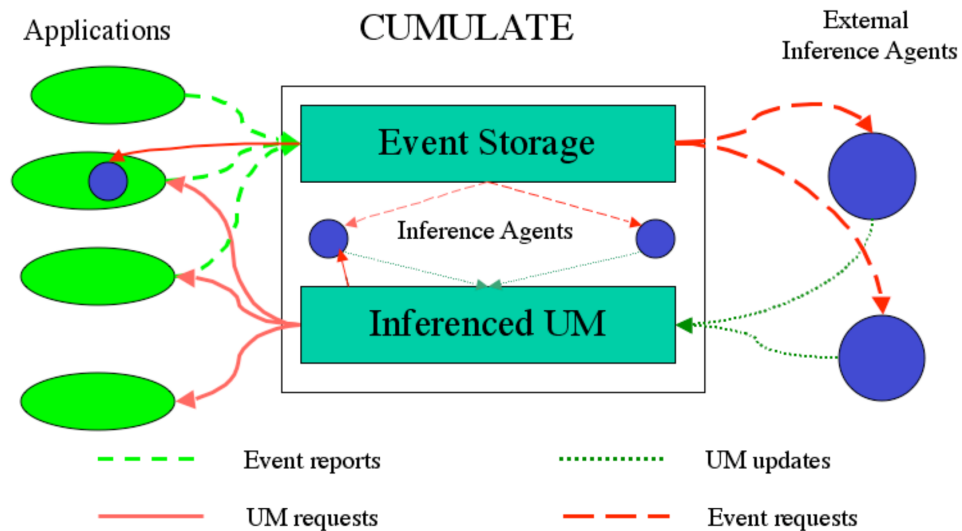 Applications
CUMULATE
External
Inference Agents
Event Storage
Inference Agents
Inferenced UM
Event reports
UM updates
UM requests
Event requests